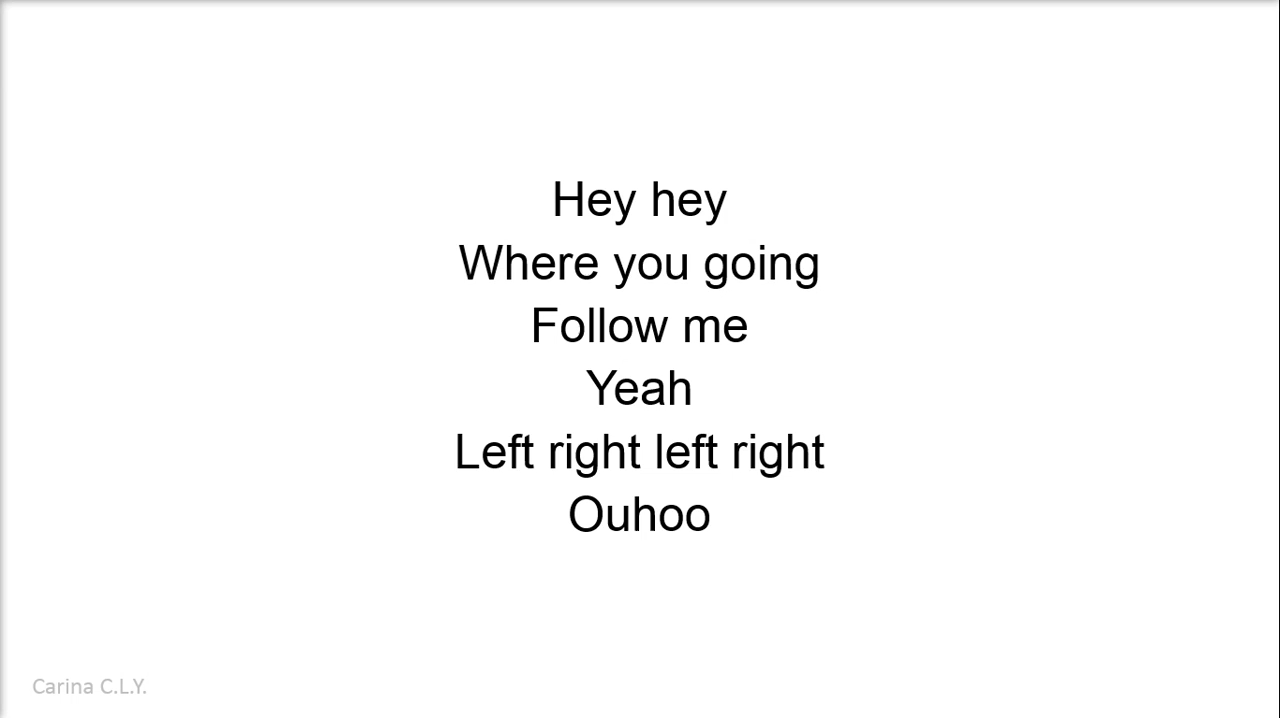 Hey hey
Where you going
Follow me
Yeah
Left right left right
Ouhoo
Carina C.L.Y.